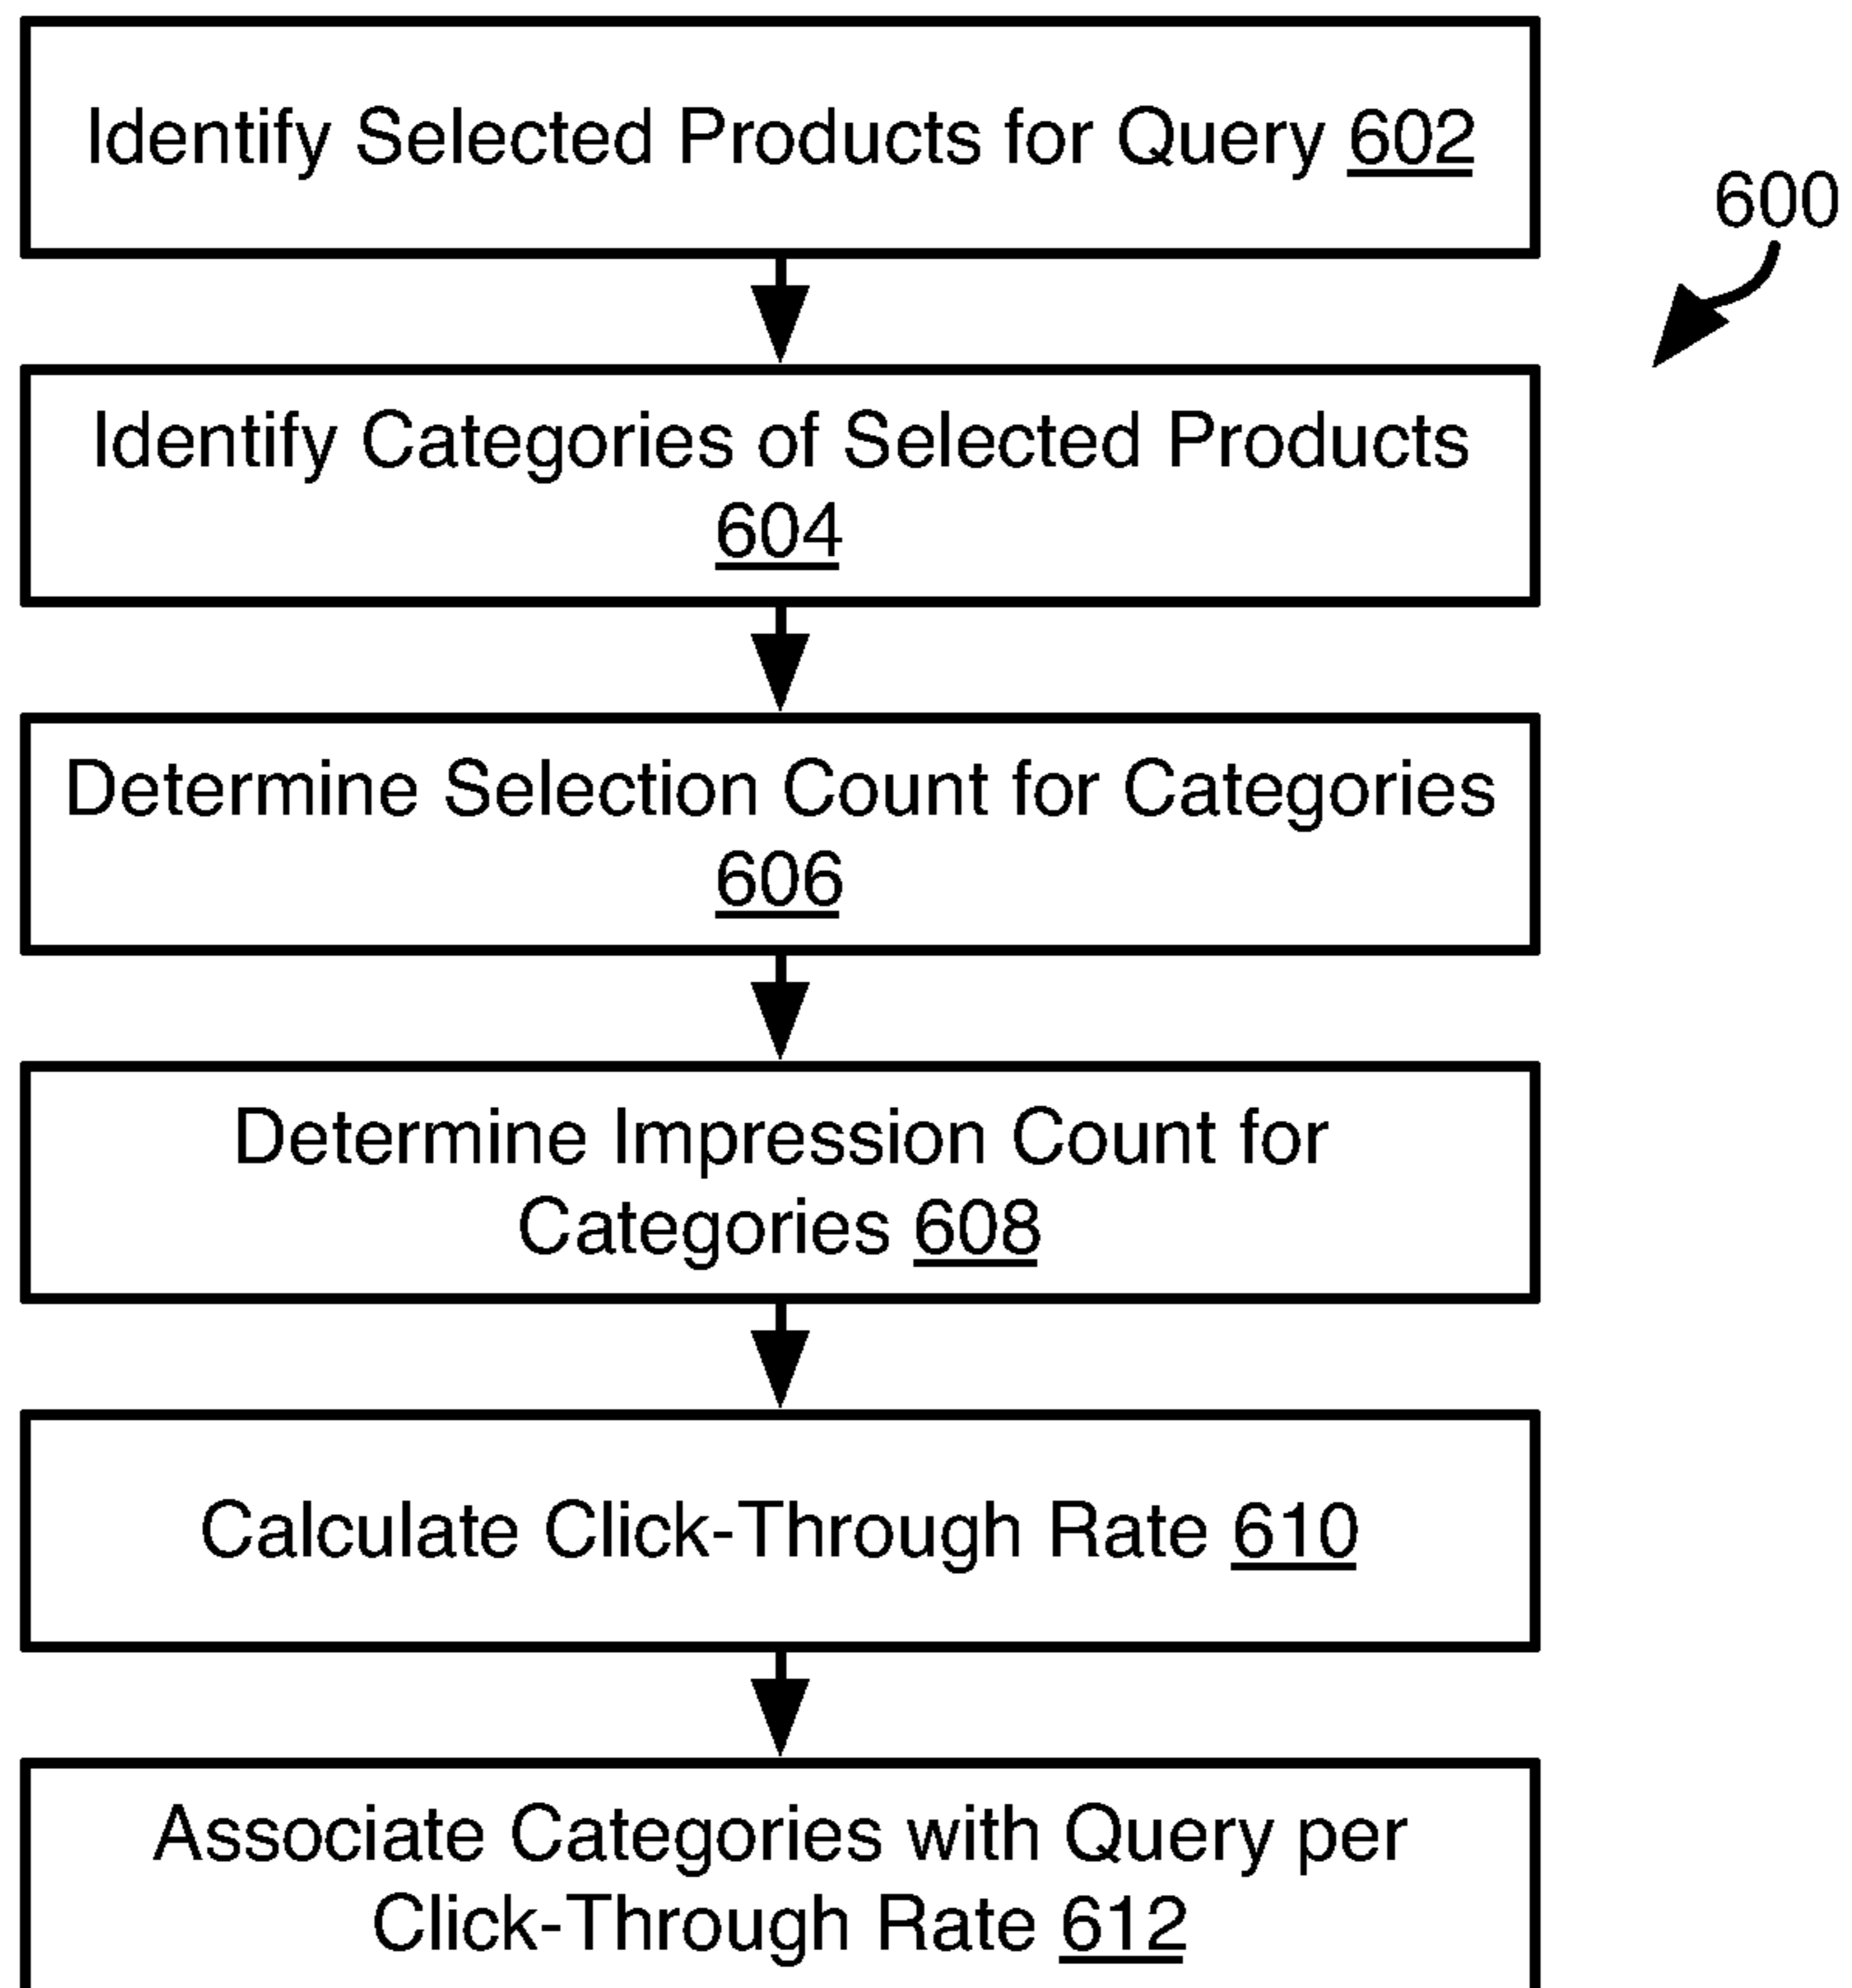 Identify Selected Products for Query 602
600
Identify Categories of Selected Products
604
Determine Selection Count for Categories
606
Determine Impression Count for
Categories 608
Calculate Click-Through Rate 610
Associate Categories with Query per
Click-Through Rate 612